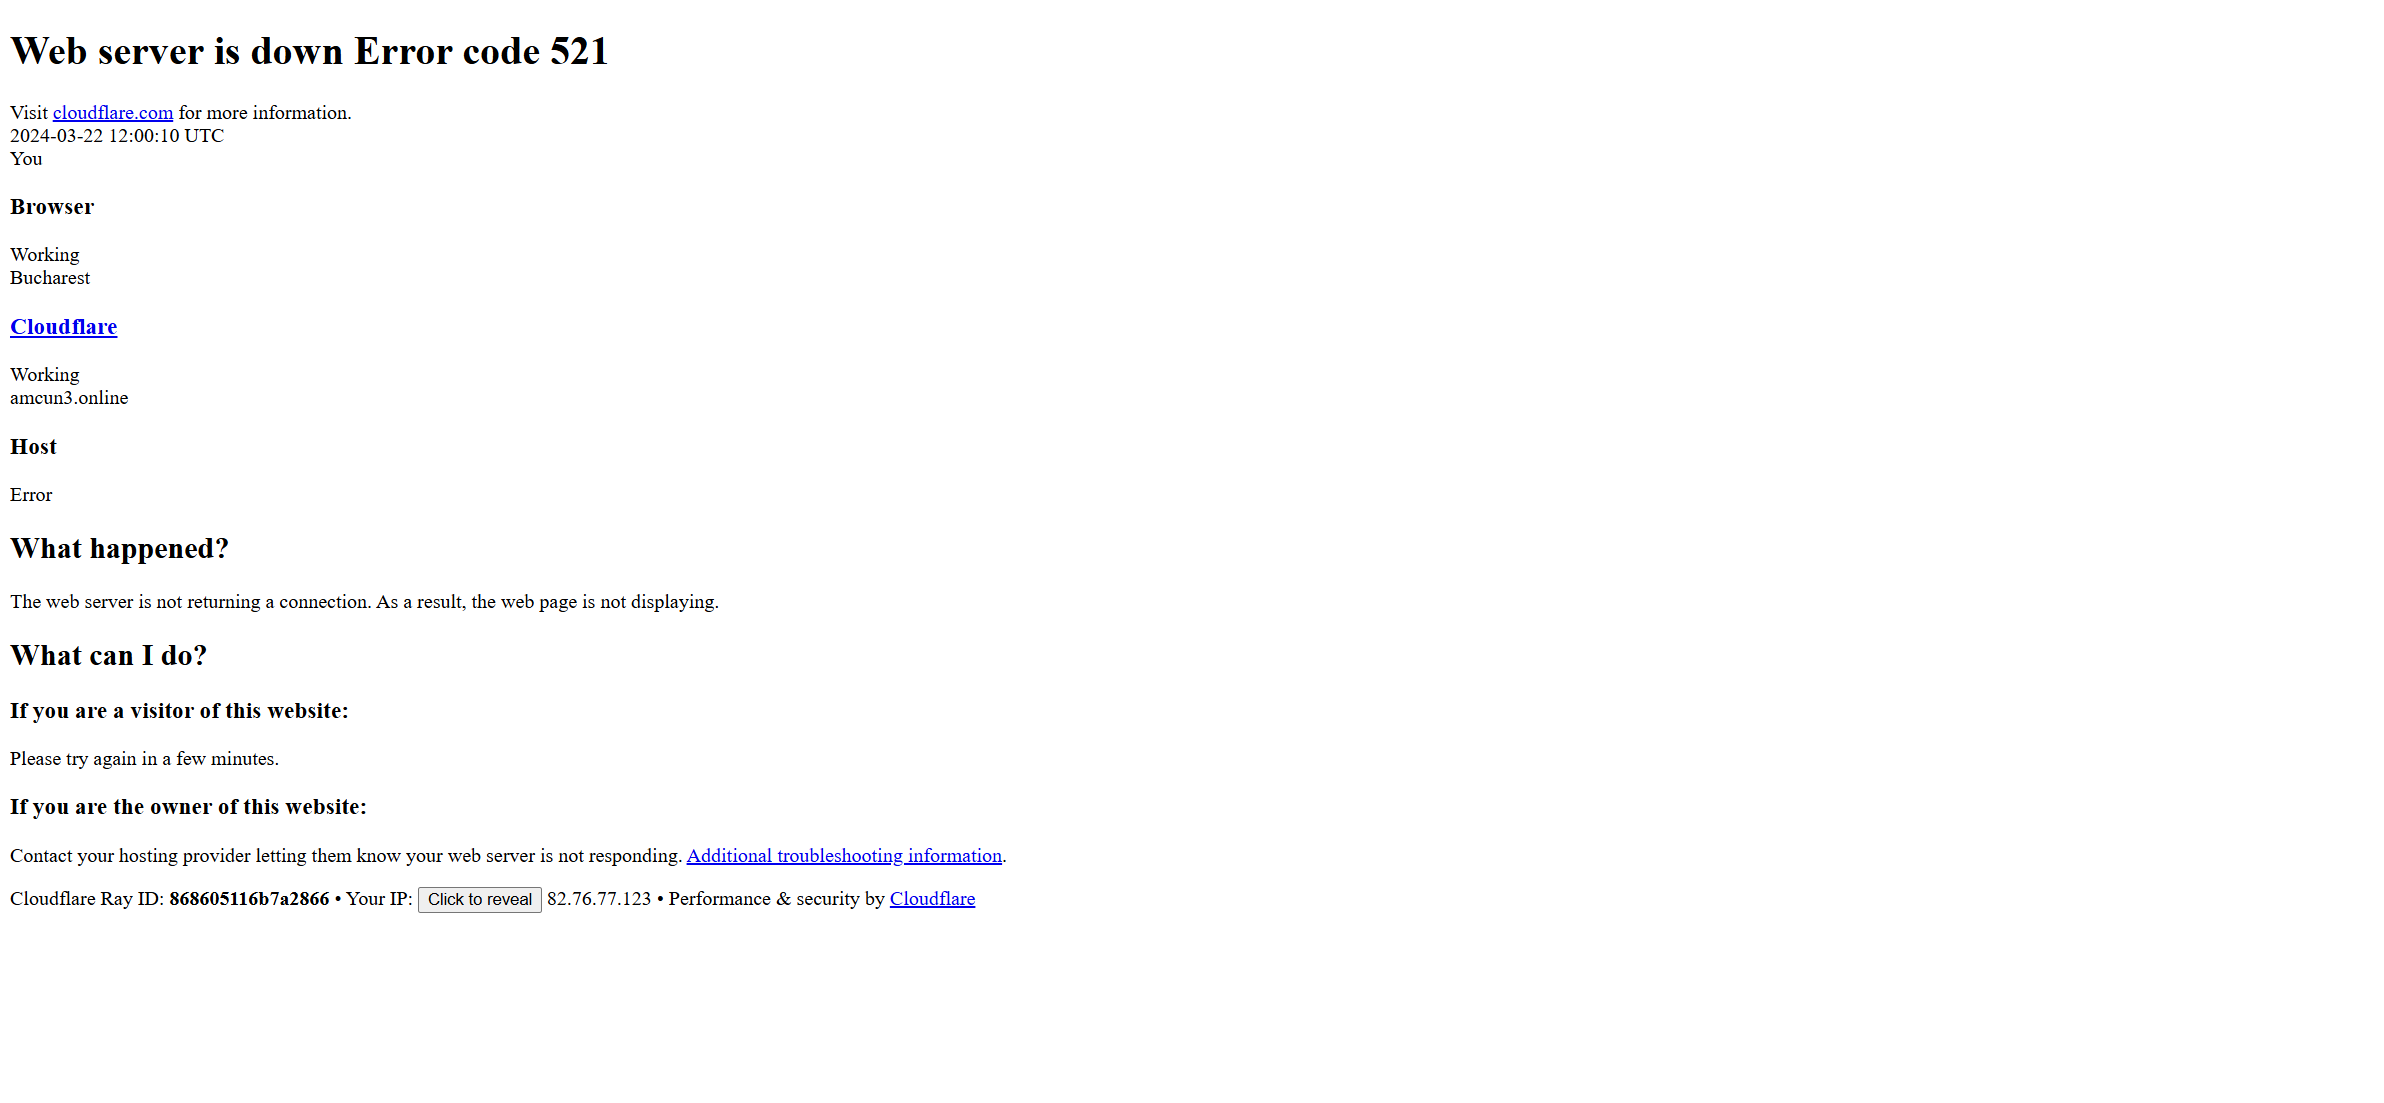 Web server is down Error code 521
Visit cloudflare.com for more information.
2024-03-22 12:00:10 UTC
You
Browser
Working
Bucharest
Cloudflare
Working
amcun3.online
Host
Error
What happened?
The web server is not returning a connection. As a result, the web page is not displaying.
What can I do?
If you are a visitor of this website:
Please try again in a few minutes.
If you are the owner of this website:
Contact your hosting provider letting them know your web server is not responding. Additional troubleshooting information.
Cloudflare Ray ID: 868605116b7a2866 • Your IP: Click to reveal 82.76.77.123 • Performance & security by Cloudflare